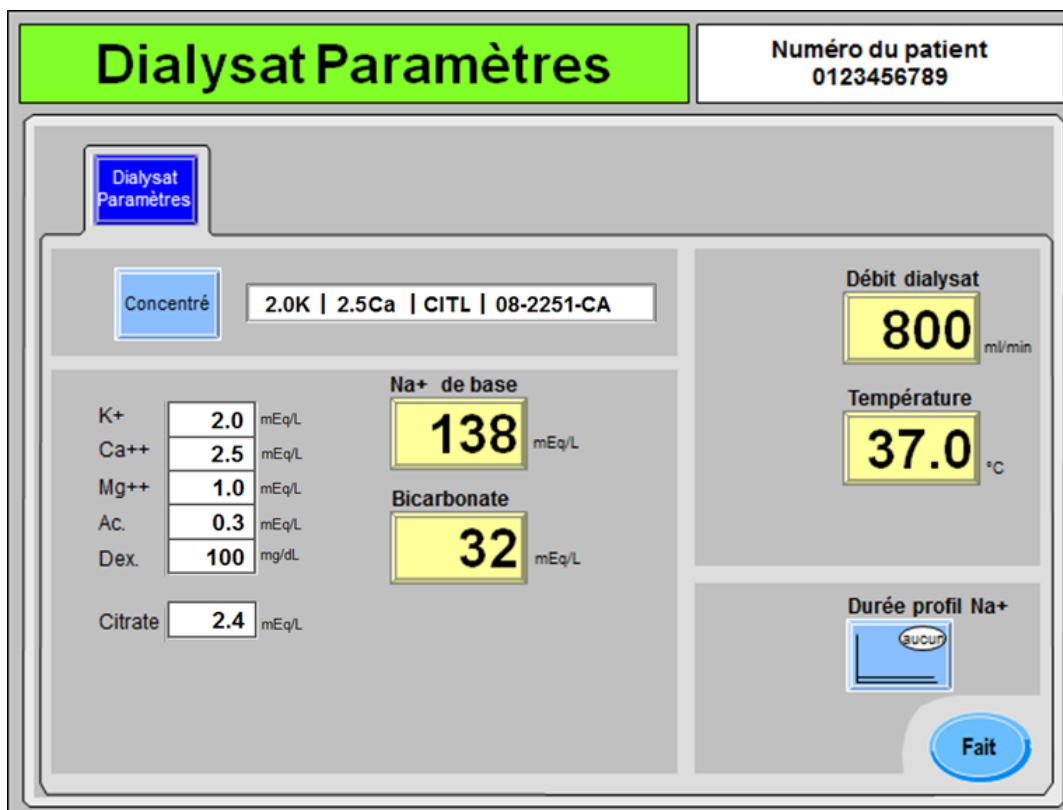 Dialysat Paramètres
Numéro du patient
0123456789
Dialysat
Paramètres
Concentré
2.0K | 2.5Ca | CITL | 08-2251-CA
Débit dialysat
800 ml/min
Température
37.0 °C
K+ 2.0 mEq/L
Ca++ 2.5 mEq/L
Mg++ 1.0 mEq/L
Ac. 0.3 mEq/L
Dex. 100 mg/dL
Citrate 2.4 mEq/L
Na+ de base
138 mEq/L
Bicarbonate
32 mEq/L
Durée profil Na+
aucun
Fait